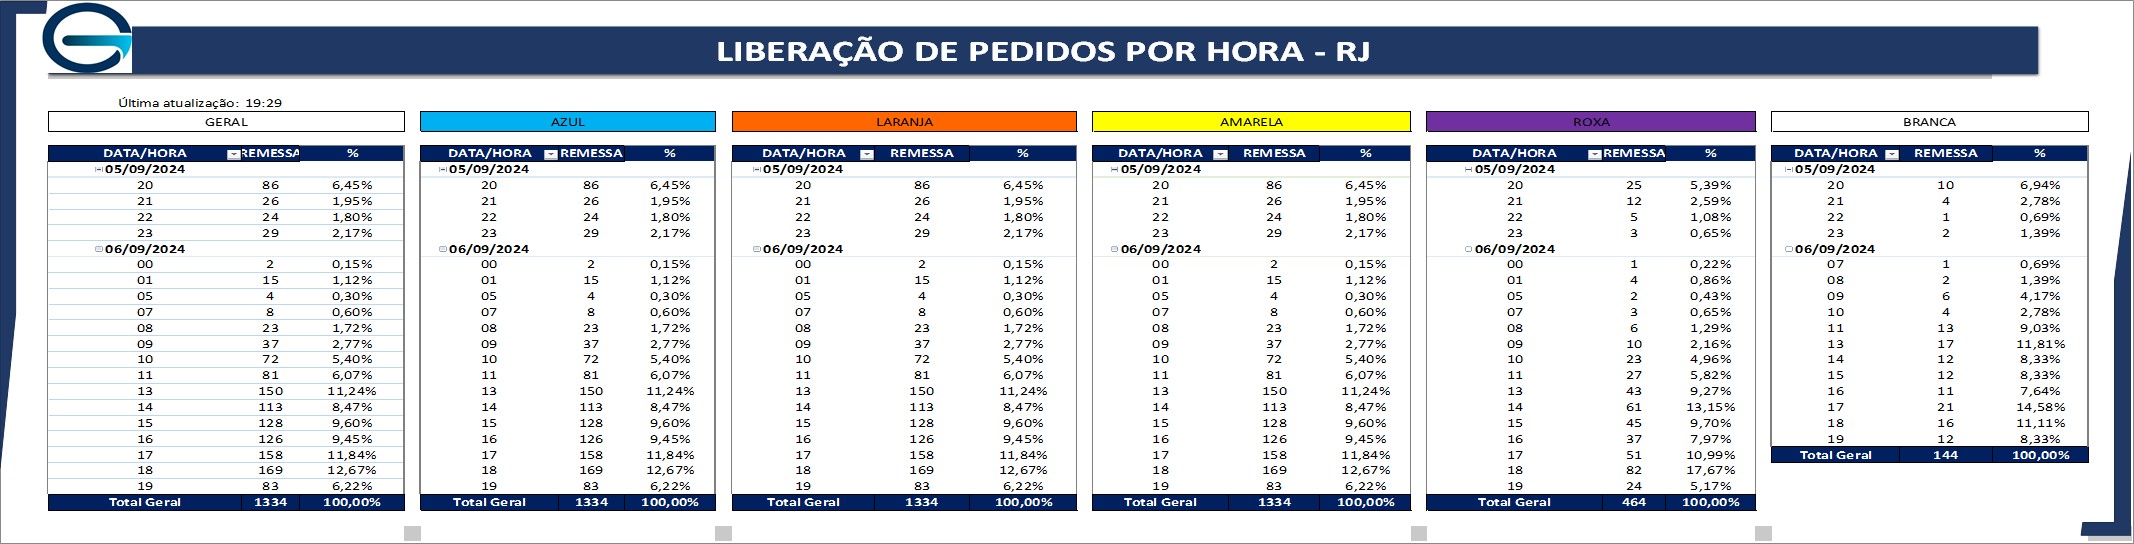 LIBERAÇÃO DE PEDIDOS POR HORA - RJ
Última atualização: 19:29
GERAL AZUL LARANJA AMARELA ROXA BRANCA
DATA/HORA REMESSA % DATA/HORA REMESSA % DATA/HORA REMESSA % DATA/HORA REMESSA % DATA/HORA REMESSA % DATA/HORA REMESSA %
05/09/2024 05/09/2024 05/09/2024 05/09/2024 05/09/2024 05/09/2024
20 86 6,45% 20 86 6,45% 20 86 6,45% 20 86 6,45% 20 25 5,39% 20 10 6,94%
21 26 1,95% 21 26 1,95% 21 26 1,95% 21 26 1,95% 21 12 2,59% 21 4 2,78%
22 24 1,80% 22 24 1,80% 22 24 1,80% 22 24 1,80% 22 5 1,08% 22 1 0,69%
23 29 2,17% 23 29 2,17% 23 29 2,17% 23 29 2,17% 23 3 0,65% 23 2 1,39%
06/09/2024 06/09/2024 06/09/2024 06/09/2024 06/09/2024 06/09/2024
00 2 0,15% 00 2 0,15% 00 2 0,15% 00 2 0,15% 00 1 0,22% 07 1 0,69%
01 15 1,12% 01 15 1,12% 01 15 1,12% 01 15 1,12% 01 4 0,86% 08 2 1,39%
05 4 0,30% 05 4 0,30% 05 4 0,30% 05 4 0,30% 05 2 0,43% 09 6 4,17%
07 8 0,60% 07 8 0,60% 07 8 0,60% 07 8 0,60% 07 3 0,65% 10 4 2,78%
08 23 1,72% 08 23 1,72% 08 23 1,72% 08 23 1,72% 08 6 1,29% 11 13 9,03%
09 37 2,77% 09 37 2,77% 09 37 2,77% 09 37 2,77% 09 10 2,16% 13 17 11,81%
10 72 5,40% 10 72 5,40% 10 72 5,40% 10 72 5,40% 10 23 4,96% 14 12 8,33%
11 81 6,07% 11 81 6,07% 11 81 6,07% 11 81 6,07% 11 27 5,82% 15 12 8,33%
13 150 11,24% 13 150 11,24% 13 150 11,24% 13 150 11,24% 13 43 9,27% 16 11 7,64%
14 113 8,47% 14 113 8,47% 14 113 8,47% 14 113 8,47% 14 61 13,15% 17 21 14,58%
15 128 9,60% 15 128 9,60% 15 128 9,60% 15 128 9,60% 15 45 9,70% 18 16 11,11%
16 126 9,45% 16 126 9,45% 16 126 9,45% 16 126 9,45% 16 37 7,97% 19 12 8,33%
17 158 11,84% 17 158 11,84% 17 158 11,84% 17 158 11,84% 17 51 10,99% Total Geral 144 100,00%
18 169 12,67% 18 169 12,67% 18 169 12,67% 18 169 12,67% 18 82 17,67%
19 83 6,22% 19 83 6,22% 19 83 6,22% 19 83 6,22% 19 24 5,17%
Total Geral 1334 100,00% Total Geral 1334 100,00% Total Geral 1334 100,00% Total Geral 1334 100,00% Total Geral 464 100,00%